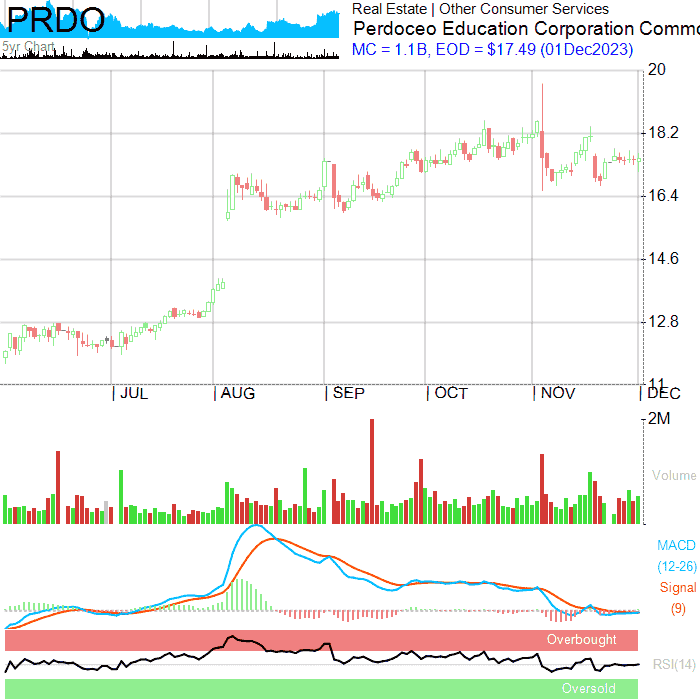 PRDO
5yr Chart
Real Estate | Other Consumer Services
Perdoceo Education Corporation Commo
MC = 1.1B, EOD = $17.49 (01Dec2023)
20
18.2
16.4
14.6
12.8
11
JUL
AUG
SEP
OCT
NOV
DEC
2M
Volume
MACD
(12-26)
Signal
(9)
Overbought
RSI(14)
Oversold